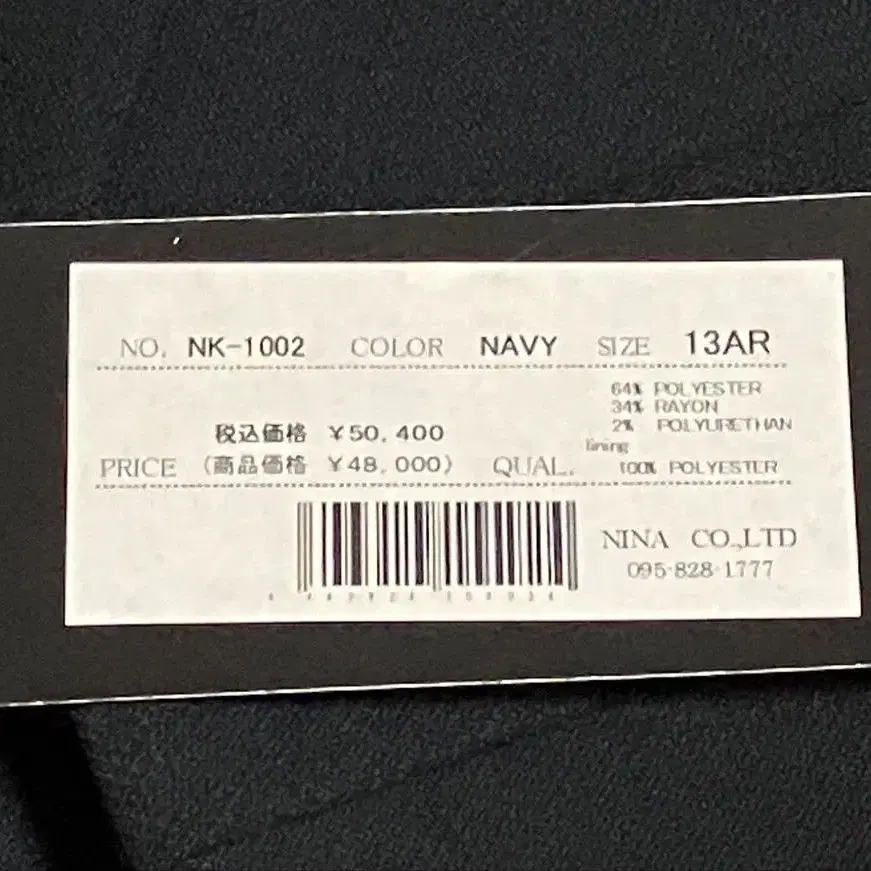 NO. NK-1002 COLOR NAVY SIZE 13AR
64% POLYESTER
34% RAYON
2% POLYURETHAN
税込価格 ¥50,400
lining
PRICE (商品価格 ¥48,000) QUAL. 100% POLYESTER
NINA CO.,LTD
095-828-1777